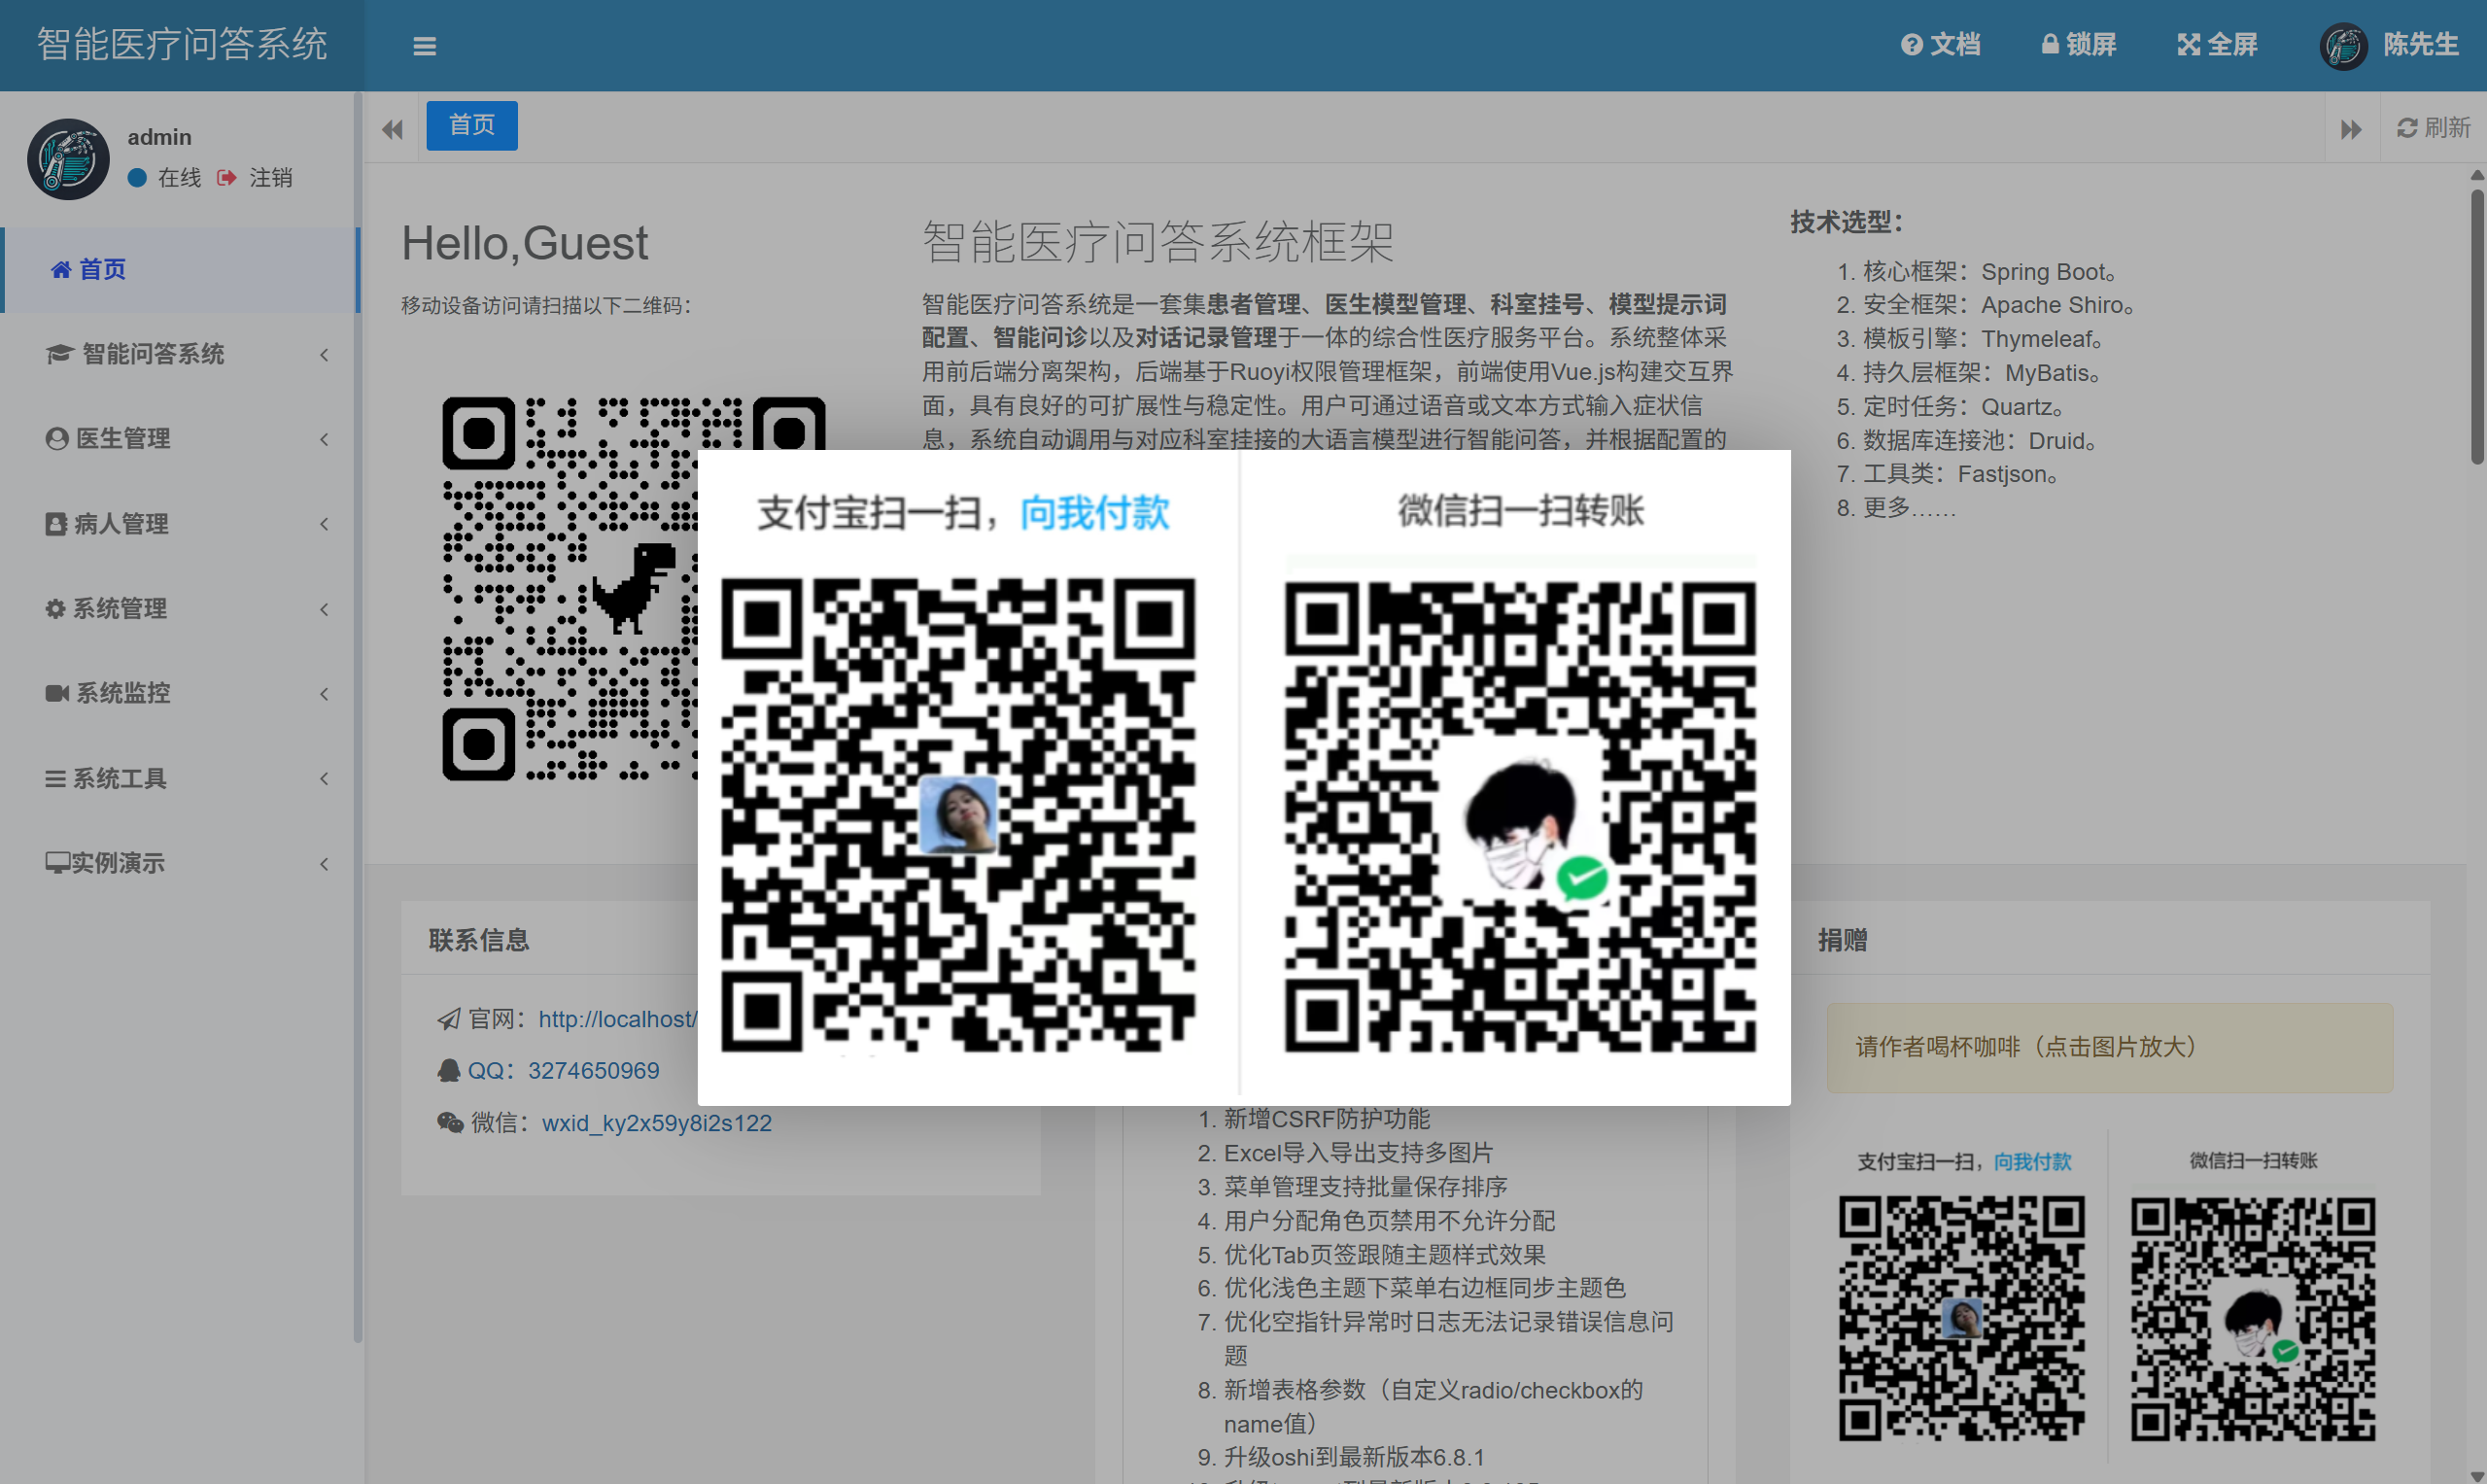 智能医疗问答系统
文档
锁屏
全屏
陈先生
admin
在线 注销
首页
刷新
首页
智能问答系统
医生管理
病人管理
系统管理
系统监控
系统工具
实例演示
Hello,Guest
移动设备访问请扫描以下二维码：
智能医疗问答系统框架
智能医疗问答系统是一套集患者管理、医生模型管理、科室挂号、模型提示词
配置、智能问诊以及对话记录管理于一体的综合性医疗服务平台。系统整体采
用前后端分离架构，后端基于Ruoyi权限管理框架，前端使用Vue.js构建交互界
面，具有良好的可扩展性与稳定性。用户可通过语音或文本方式输入症状信
息，系统自动调用与对应科室挂接的大语言模型进行智能问答，并根据配置的
技术选型：
1. 核心框架：Spring Boot。
2. 安全框架：Apache Shiro。
3. 模板引擎：Thymeleaf。
4. 持久层框架：MyBatis。
5. 定时任务：Quartz。
6. 数据库连接池：Druid。
7. 工具类：Fastjson。
8. 更多……
支付宝扫一扫，向我付款
微信扫一扫转账
联系信息
官网：http://localhost/
QQ：3274650969
微信：wxid_ky2x59y8i2s122
1. 新增CSRF防护功能
2. Excel导入导出支持多图片
3. 菜单管理支持批量保存排序
4. 用户分配角色页禁用不允许分配
5. 优化Tab页签跟随主题样式效果
6. 优化浅色主题下菜单右边框同步主题色
7. 优化空指针异常时日志无法记录错误信息问
题
8. 新增表格参数（自定义radio/checkbox的
name值）
9. 升级oshi到最新版本6.8.1
捐赠
请作者喝杯咖啡（点击图片放大）
支付宝扫一扫，向我付款
微信扫一扫转账